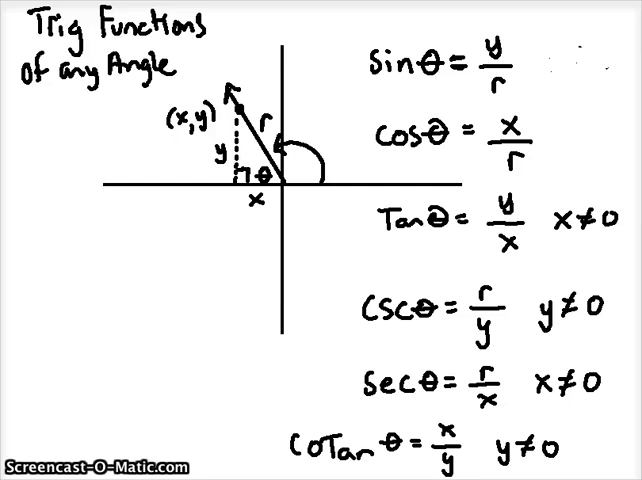 Trig Functions
of any Angle
(x,y)
r
y
θ
x
sinθ = y/r
cosθ = x/r
Tanθ = y/x x≠0
cscθ = r/y y≠0
secθ = r/x x≠0
coTanθ = x/y y≠0
Screencast-O-Matic.com